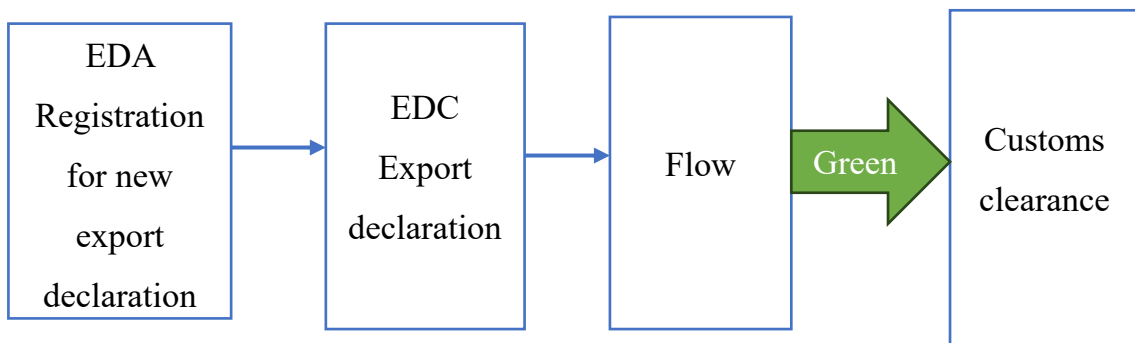 EDA
Registration
for new
export
declaration
EDC
Export
declaration
Flow
Green
Customs
clearance